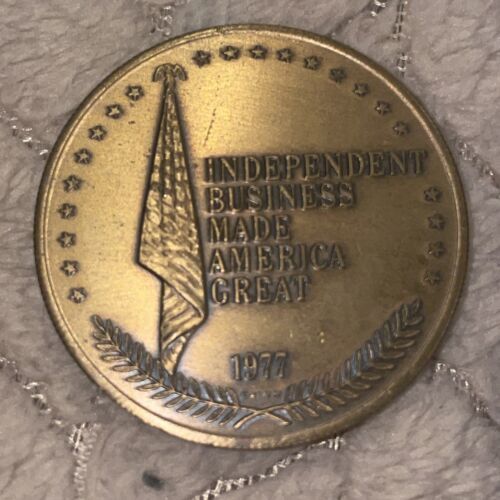 INDEPENDENT
BUSINESS
MADE
AMERICA
GREAT
1977